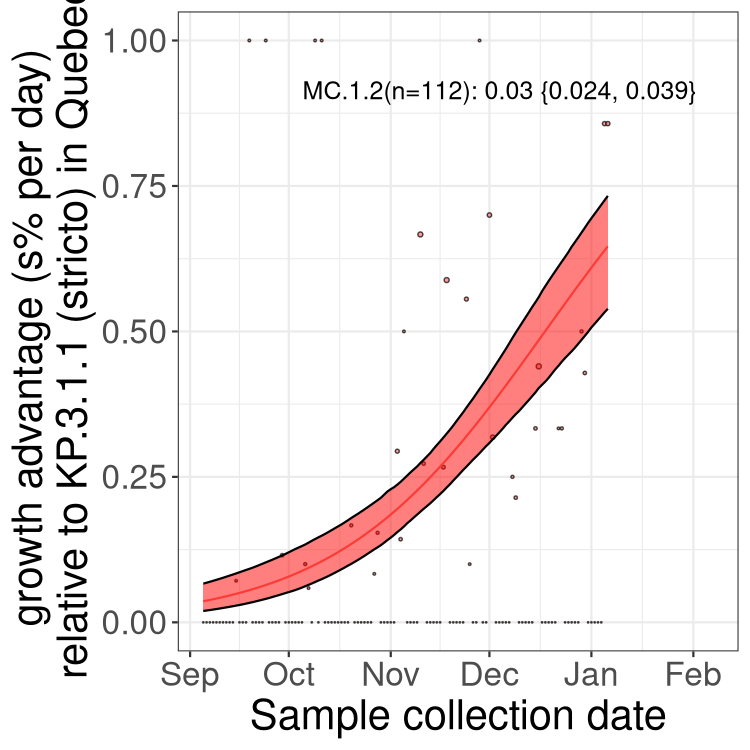 growth advantage (s% per day)
relative to KP.3.1.1 (stricto) in Quebec
1.00
0.75
0.50
0.25
0.00
MC.1.2(n=112): 0.03 {0.024, 0.039}
Sep Oct Nov Dec Jan Feb
Sample collection date